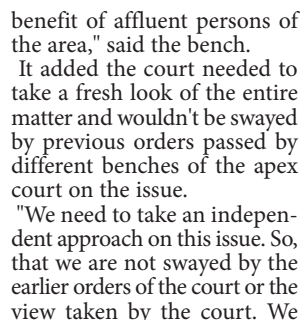 benefit of affluent persons of
the area," said the bench.
It added the court needed to
take a fresh look of the entire
matter and wouldn't be swayed
by previous orders passed by
different benches of the apex
court on the issue.
"We need to take an indepen-
dent approach on this issue. So,
that we are not swayed by the
earlier orders of the court or the
view taken by the court. We